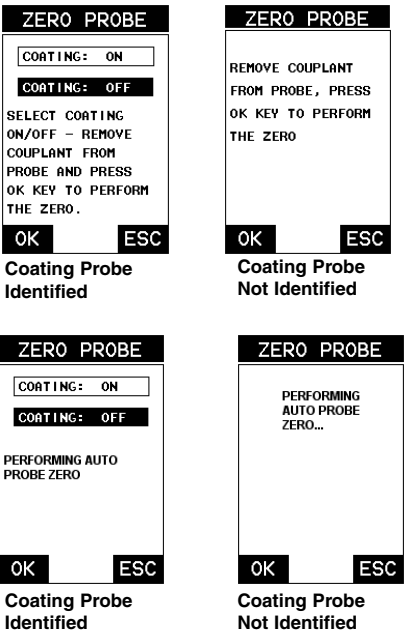 ZERO PROBE
COATING: ON
COATING: OFF
SELECT COATING
ON/OFF - REMOVE
COUPLANT FROM
PROBE AND PRESS
OK KEY TO PERFORM
THE ZERO.
OK ESC
Coating Probe
Identified
ZERO PROBE
REMOVE COUPLANT
FROM PROBE, PRESS
OK KEY TO PERFORM
THE ZERO
OK ESC
Coating Probe
Not Identified
ZERO PROBE
COATING: ON
COATING: OFF
PERFORMING AUTO
PROBE ZERO
OK ESC
Coating Probe
Identified
ZERO PROBE
PERFORMING
AUTO PROBE
ZERO...
OK ESC
Coating Probe
Not Identified